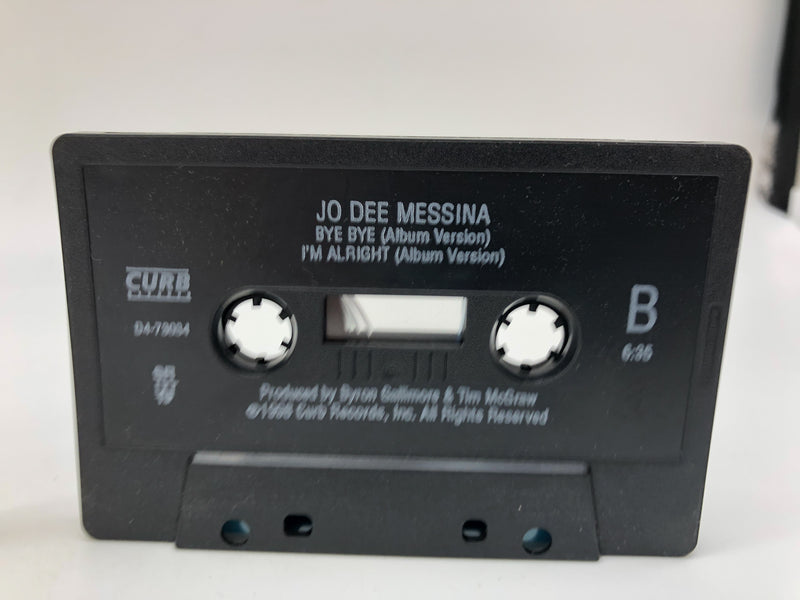 JO DEE MESSINA
BYE BYE (Album Version)
I'M ALRIGHT (Album Version)
CURB
B
D4-73034
6:35
Produced by Byron Gallimore & Tim McGraw
℗©1998 Curb Records, Inc. All Rights Reserved